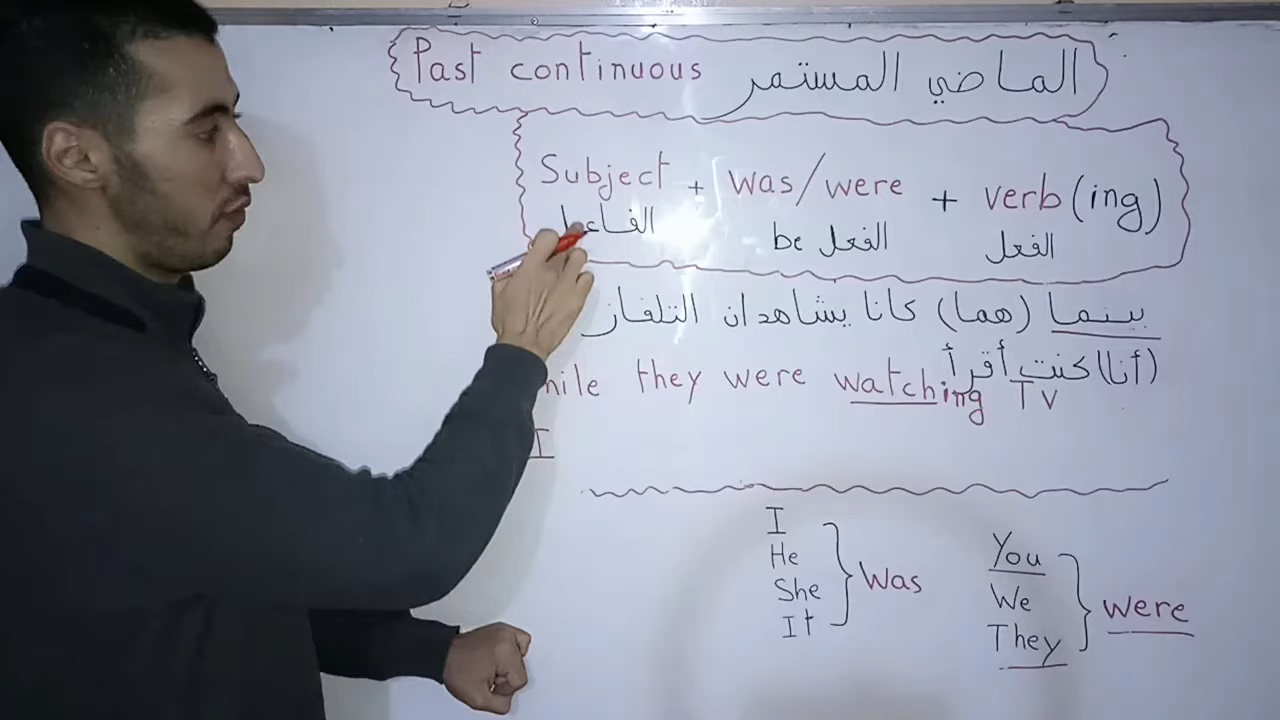 Past continuous الماضي المستمر
Subject + was/were + verb (ing)
الفاعل be الفعل الفعل
بينما (هما) كانا يشاهدان التلفاز
(أنا) كنت أقرأ
they were watching TV
I
I
He
She
It
Was
You
We
They
were